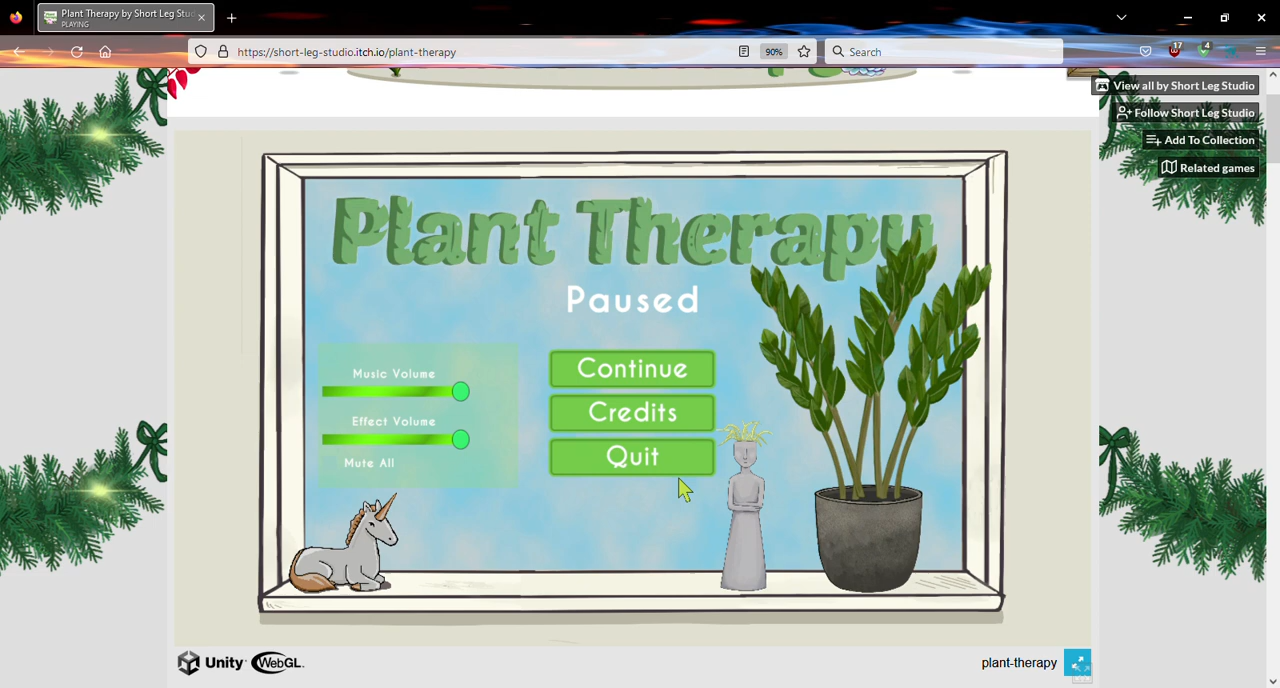 Plant Therapy by Short Leg Stu
PLAYING
https://short-leg-studio.itch.io/plant-therapy
90%
Search
17
4
View all by Short Leg Studio
Follow Short Leg Studio
Add To Collection
Related games
Plant Therapy
Paused
Music Volume
Effect Volume
Mute All
Continue
Credits
Quit
Unity
WebGL
plant-therapy